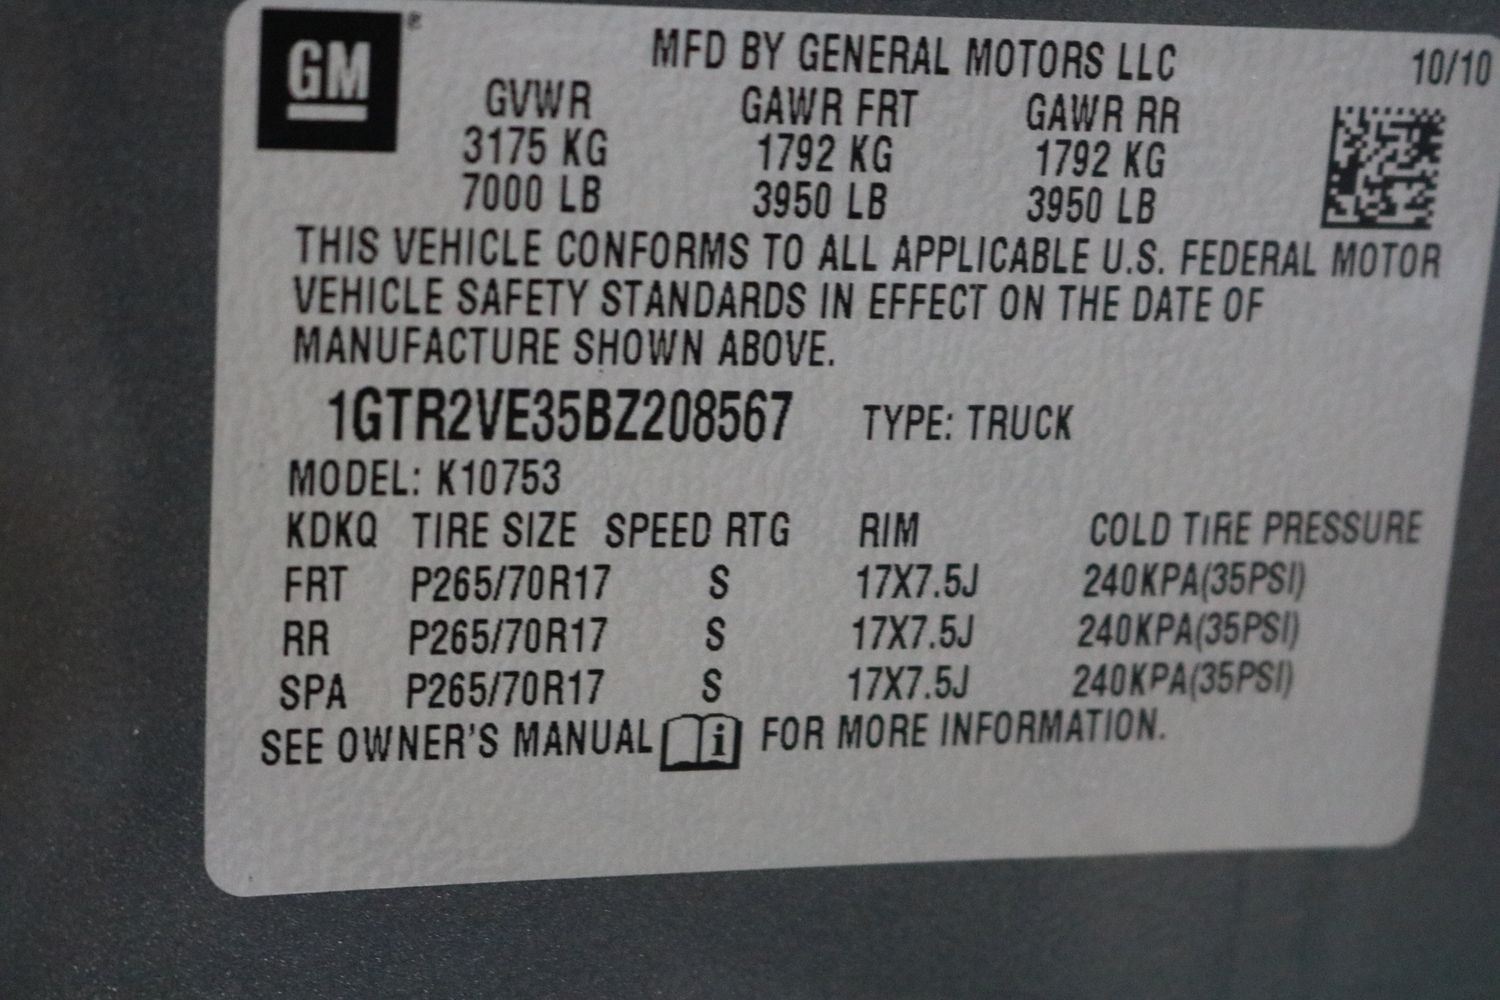 GM®
MFD BY GENERAL MOTORS LLC 10/10
GVWR GAWR FRT GAWR RR
3175 KG 1792 KG 1792 KG
7000 LB 3950 LB 3950 LB
THIS VEHICLE CONFORMS TO ALL APPLICABLE U.S. FEDERAL MOTOR
VEHICLE SAFETY STANDARDS IN EFFECT ON THE DATE OF
MANUFACTURE SHOWN ABOVE.
1GTR2VE35BZ208567 TYPE: TRUCK
MODEL: K10753
KDKQ TIRE SIZE SPEED RTG RIM COLD TIRE PRESSURE
FRT P265/70R17 S 17X7.5J 240KPA(35PSI)
RR P265/70R17 S 17X7.5J 240KPA(35PSI)
SPA P265/70R17 S 17X7.5J 240KPA(35PSI)
SEE OWNER'S MANUAL i FOR MORE INFORMATION.